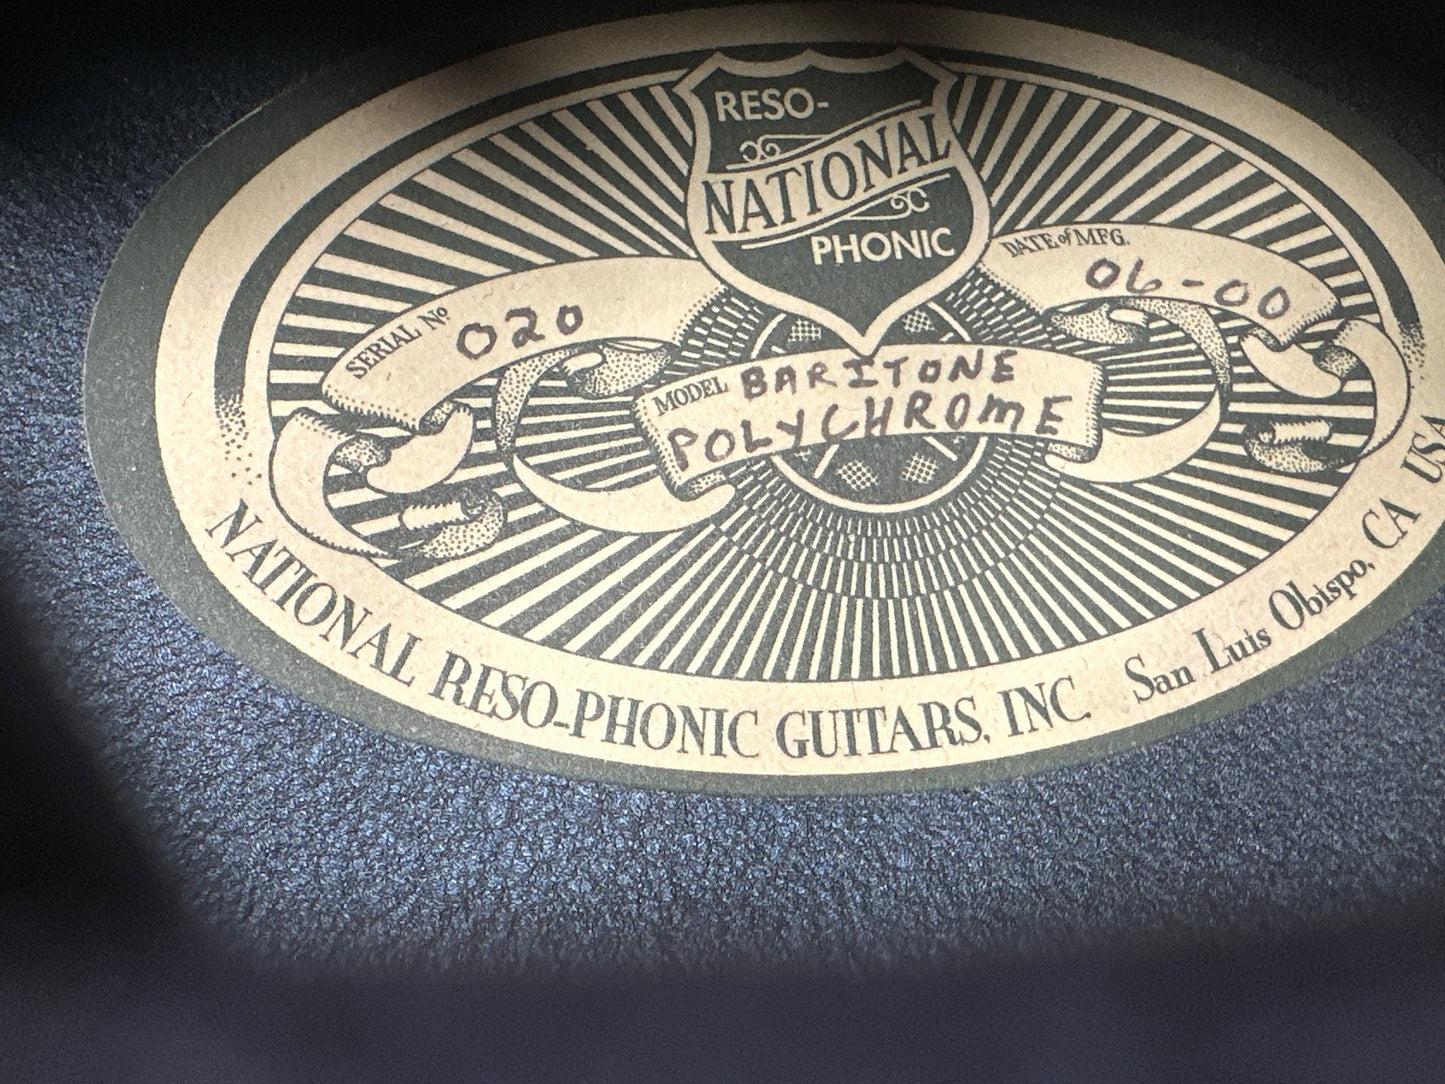 RESO-
NATIONAL
PHONIC
SERIAL Nº 020
DATE of MFG. 06-00
MODEL BARITONE
POLYCHROME
NATIONAL RESO-PHONIC GUITARS, INC. San Luis Obispo, CA USA